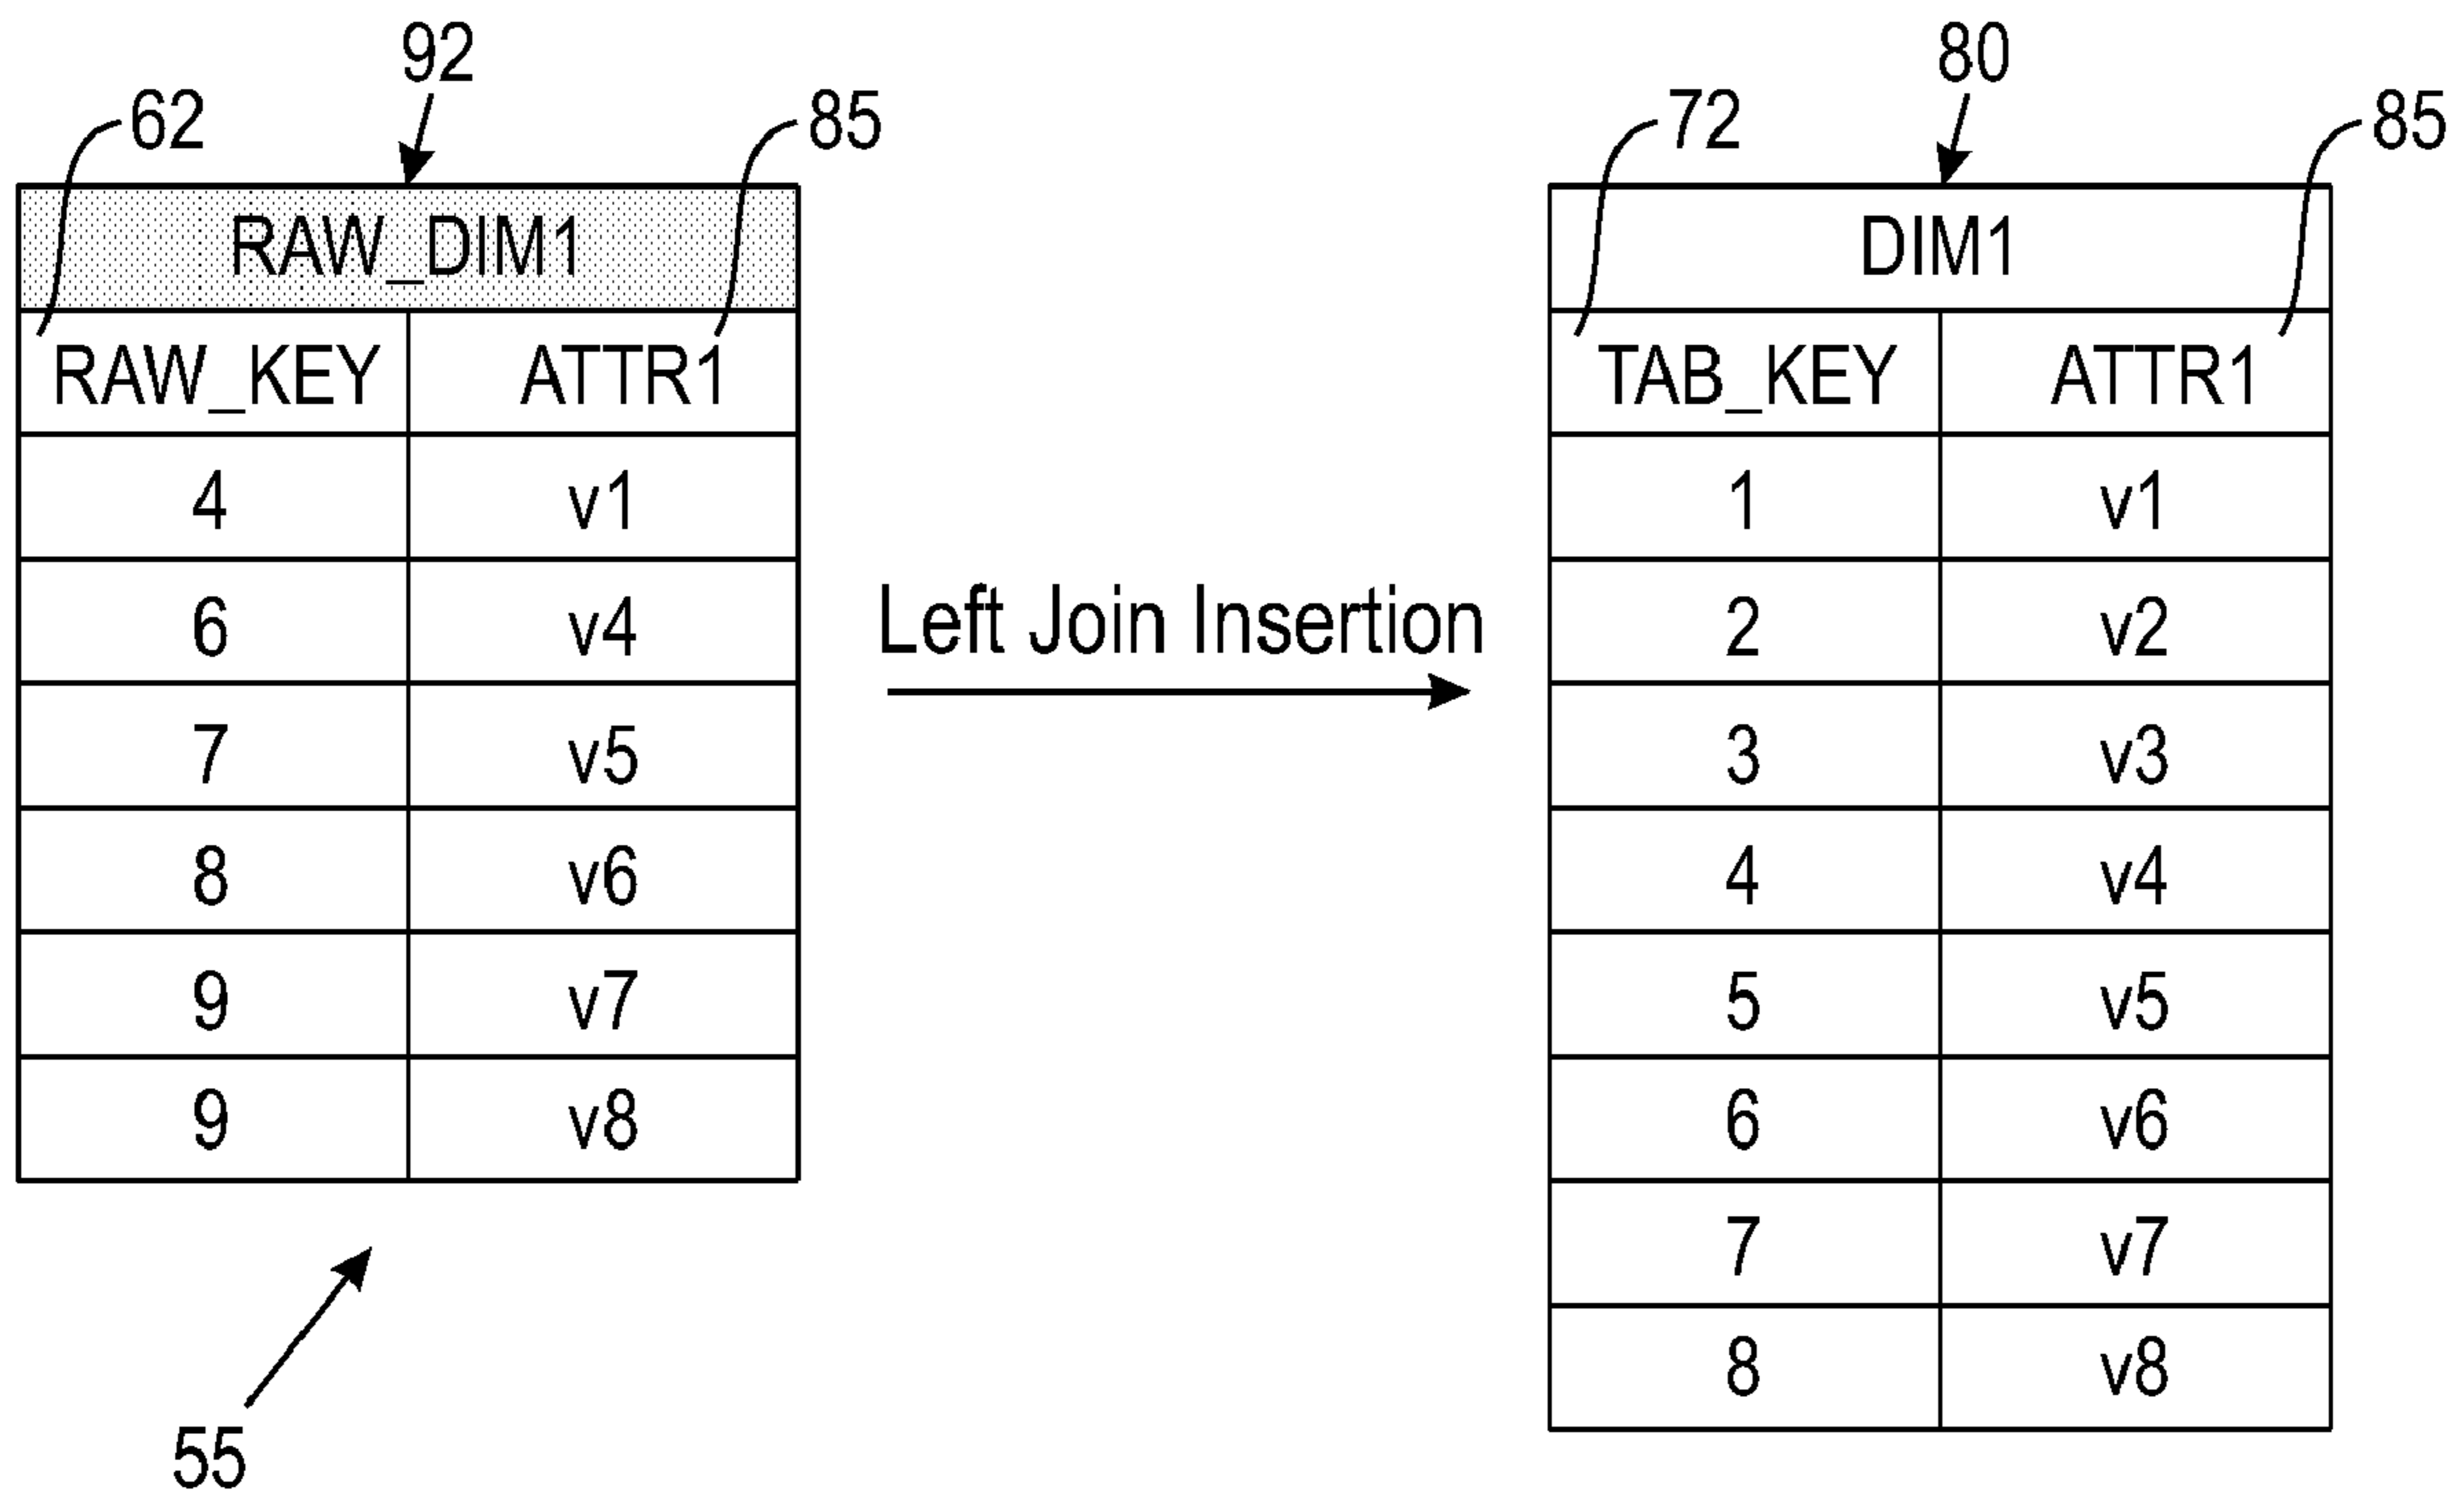 92
80
62
85
72
85
RAW_DIM1
DIM1
RAW_KEY ATTR1
TAB_KEY ATTR1
4 v1
1 v1
6 v4
2 v2
Left Join Insertion
7 v5
3 v3
8 v6
4 v4
9 v7
5 v5
9 v8
6 v6
7 v7
8 v8
55